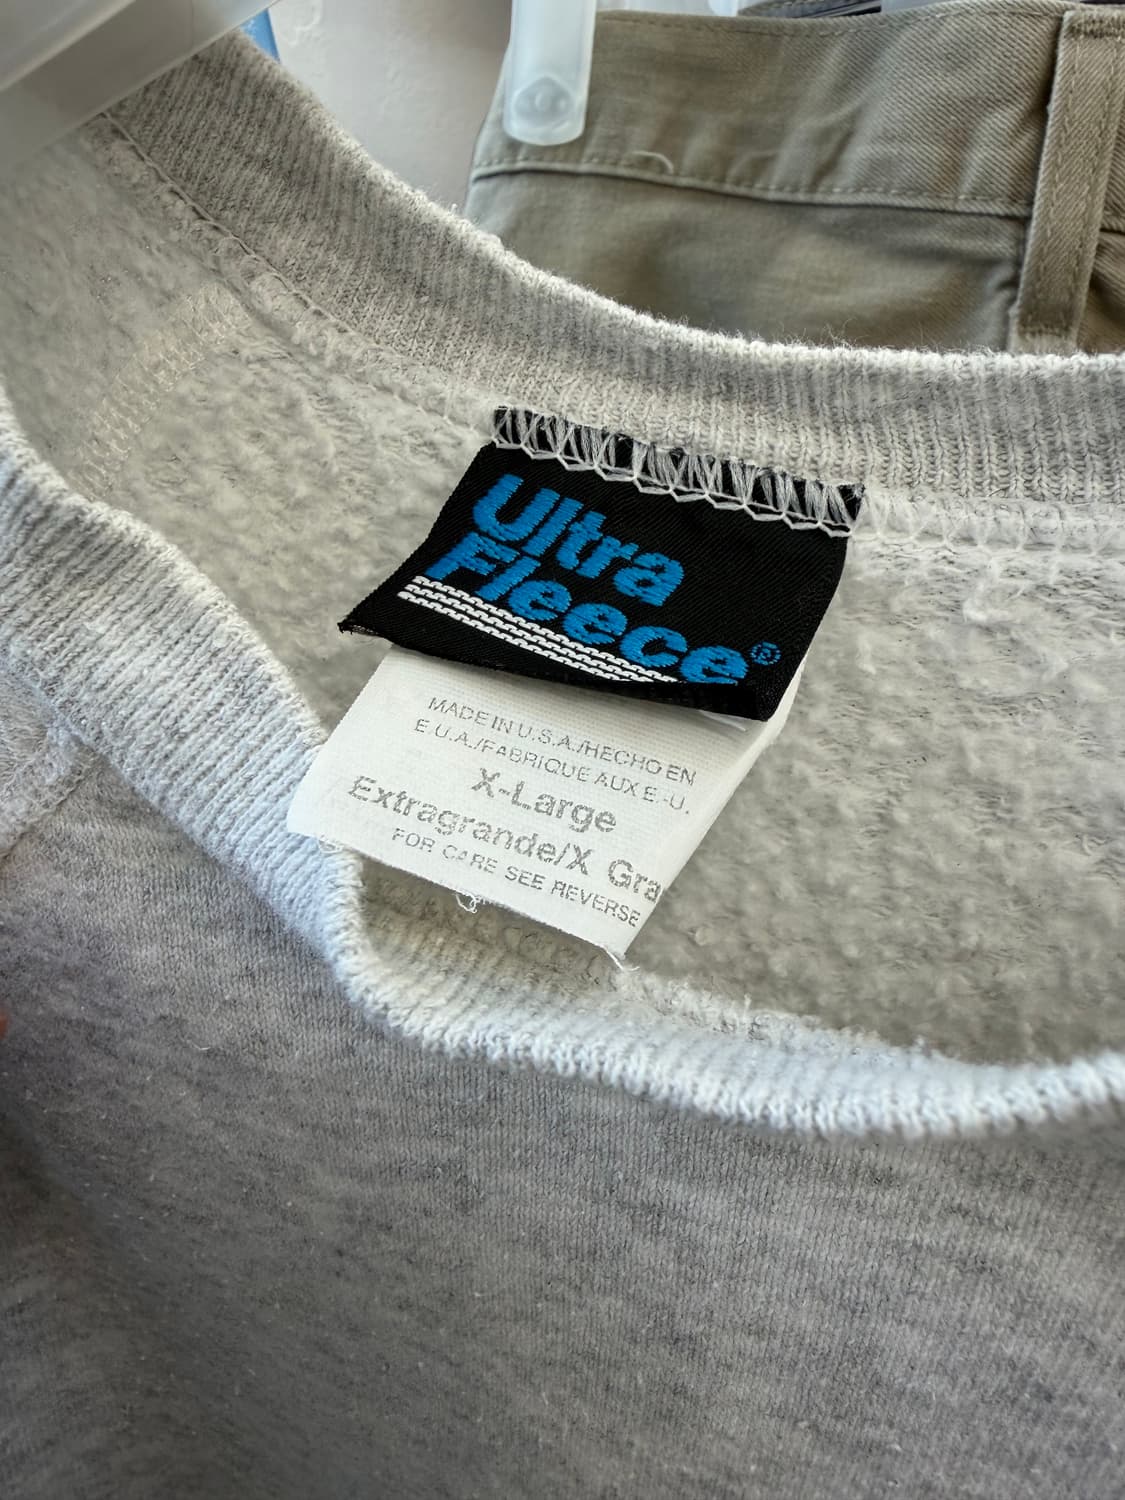 Ultra
Fleece®
MADE IN U.S.A./HECHO EN
E.U.A./FABRIQUE AUX E.-U.
X-Large
Extragrande/X Gra
FOR CARE SEE REVERSE